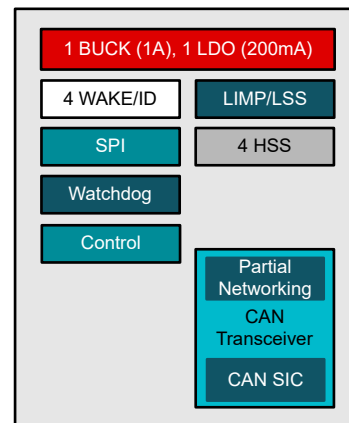 1 BUCK (1A), 1 LDO (200mA)
4 WAKE/ID
LIMP/LSS
SPI
4 HSS
Watchdog
Control
Partial
Networking
CAN
Transceiver
CAN SIC